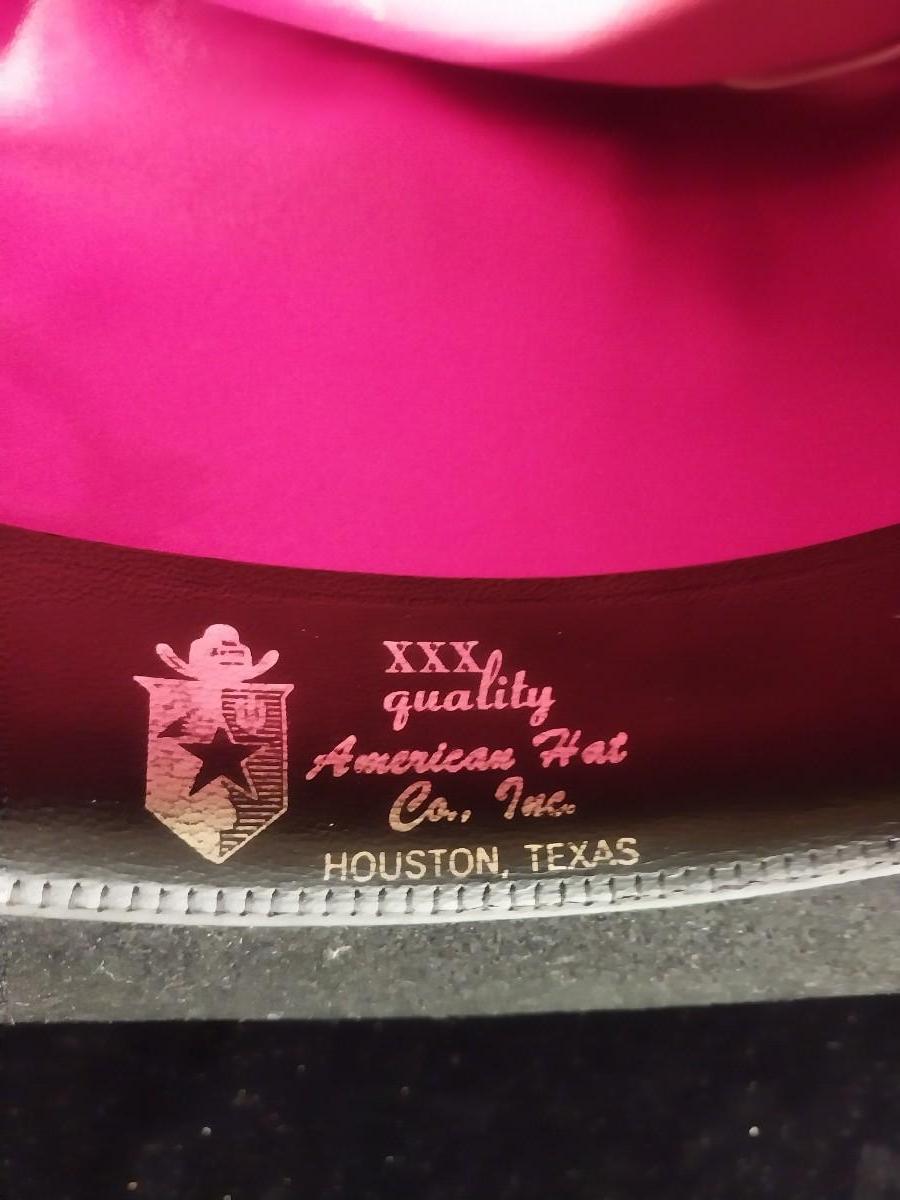 XXX
quality
American Hat
Co., Inc.
HOUSTON, TEXAS